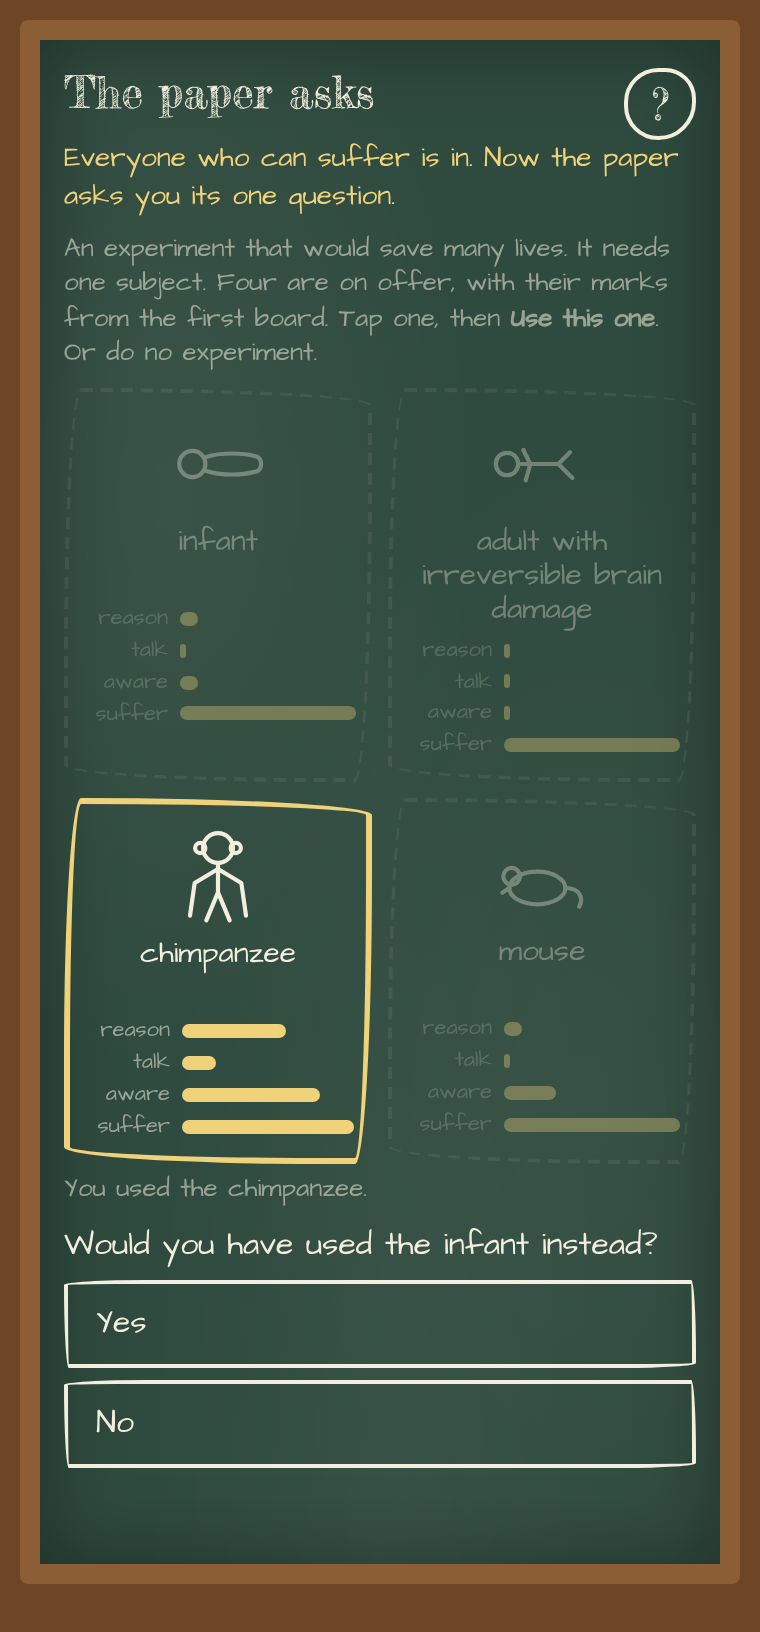 The paper asks
?
Everyone who can suffer is in. Now the paper
asks you its one question.
An experiment that would save many lives. It needs
one subject. Four are on offer, with their marks
from the first board. Tap one, then Use this one.
Or do no experiment.
infant
reason
talk
aware
suffer
adult with
irreversible brain
damage
reason
talk
aware
suffer
chimpanzee
reason
talk
aware
suffer
mouse
reason
talk
aware
suffer
You used the chimpanzee.
Would you have used the infant instead?
Yes
No